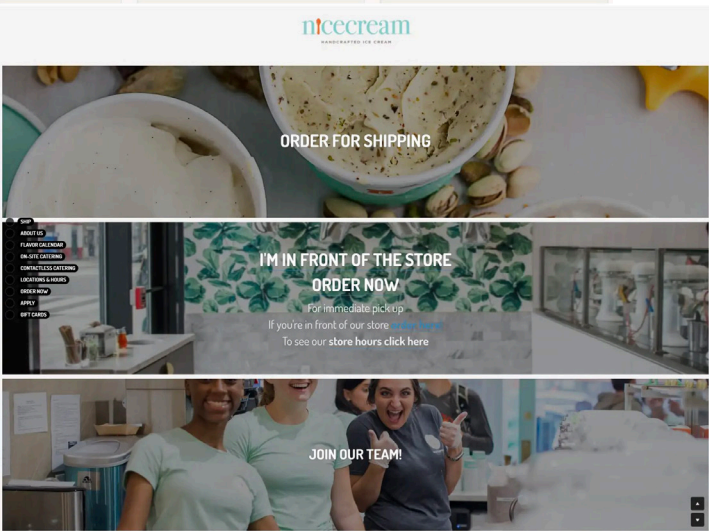 nicecream
HANDCRAFTED ICE CREAM
ORDER FOR SHIPPING
SHIP
ABOUT US
FLAVOR CALENDAR
ON-SITE CATERING
CONTACTLESS CATERING
LOCATIONS & HOURS
ORDER NOW
APPLY
GIFT CARDS
I'M IN FRONT OF THE STORE
ORDER NOW
For immediate pick up
If you're in front of our store
To see our store hours click here
JOIN OUR TEAM!